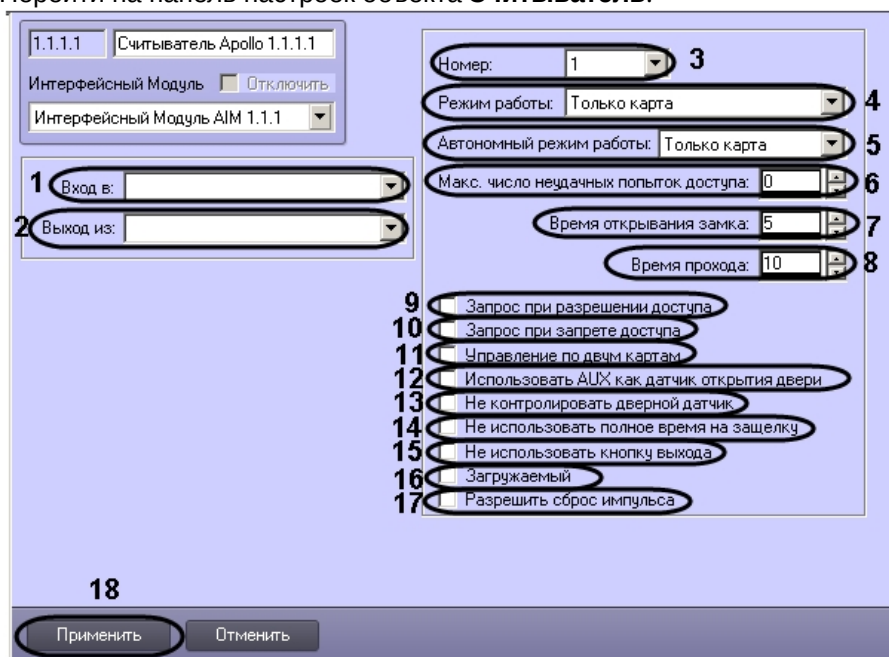 Перейти на панель настроек объекта Считыватель.
1.1.1.1 Считыватель Apollo 1.1.1.1
Интерфейсный Модуль Отключить
Интерфейсный Модуль AIM 1.1.1
1 Вход в:
2 Выход из:
Номер: 1 3
Режим работы: Только карта 4
Автономный режим работы: Только карта 5
Макс. число неудачных попыток доступа: 0 6
Время открывания замка: 5 7
Время прохода: 10 8
9 Запрос при разрешении доступа
10 Запрос при запрете доступа
11 Управление по двум картам
12 Использовать AUX как датчик открытия двери
13 Не контролировать дверной датчик
14 Не использовать полное время на защелку
15 Не использовать кнопку выхода
16 Загружаемый
17 Разрешить сброс импульса
18
Применить Отменить